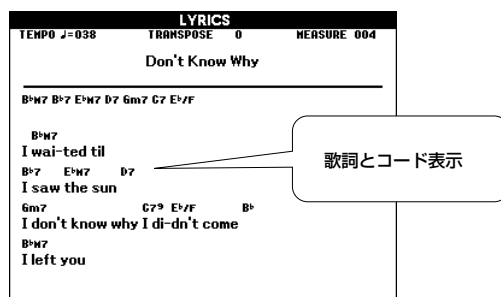 LYRICS
TEMPO ♩=038 TRANSPOSE 0 MEASURE 004
Don't Know Why
B♭M7 B♭7 E♭M7 D7 Gm7 C7 E♭/F
B♭M7
I wai-ted til
B♭7 E♭M7 D7
I saw the sun
Gm7 C7⁹ E♭/F B♭
I don't know why I di-dn't come
B♭M7
I left you
歌詞とコード表示